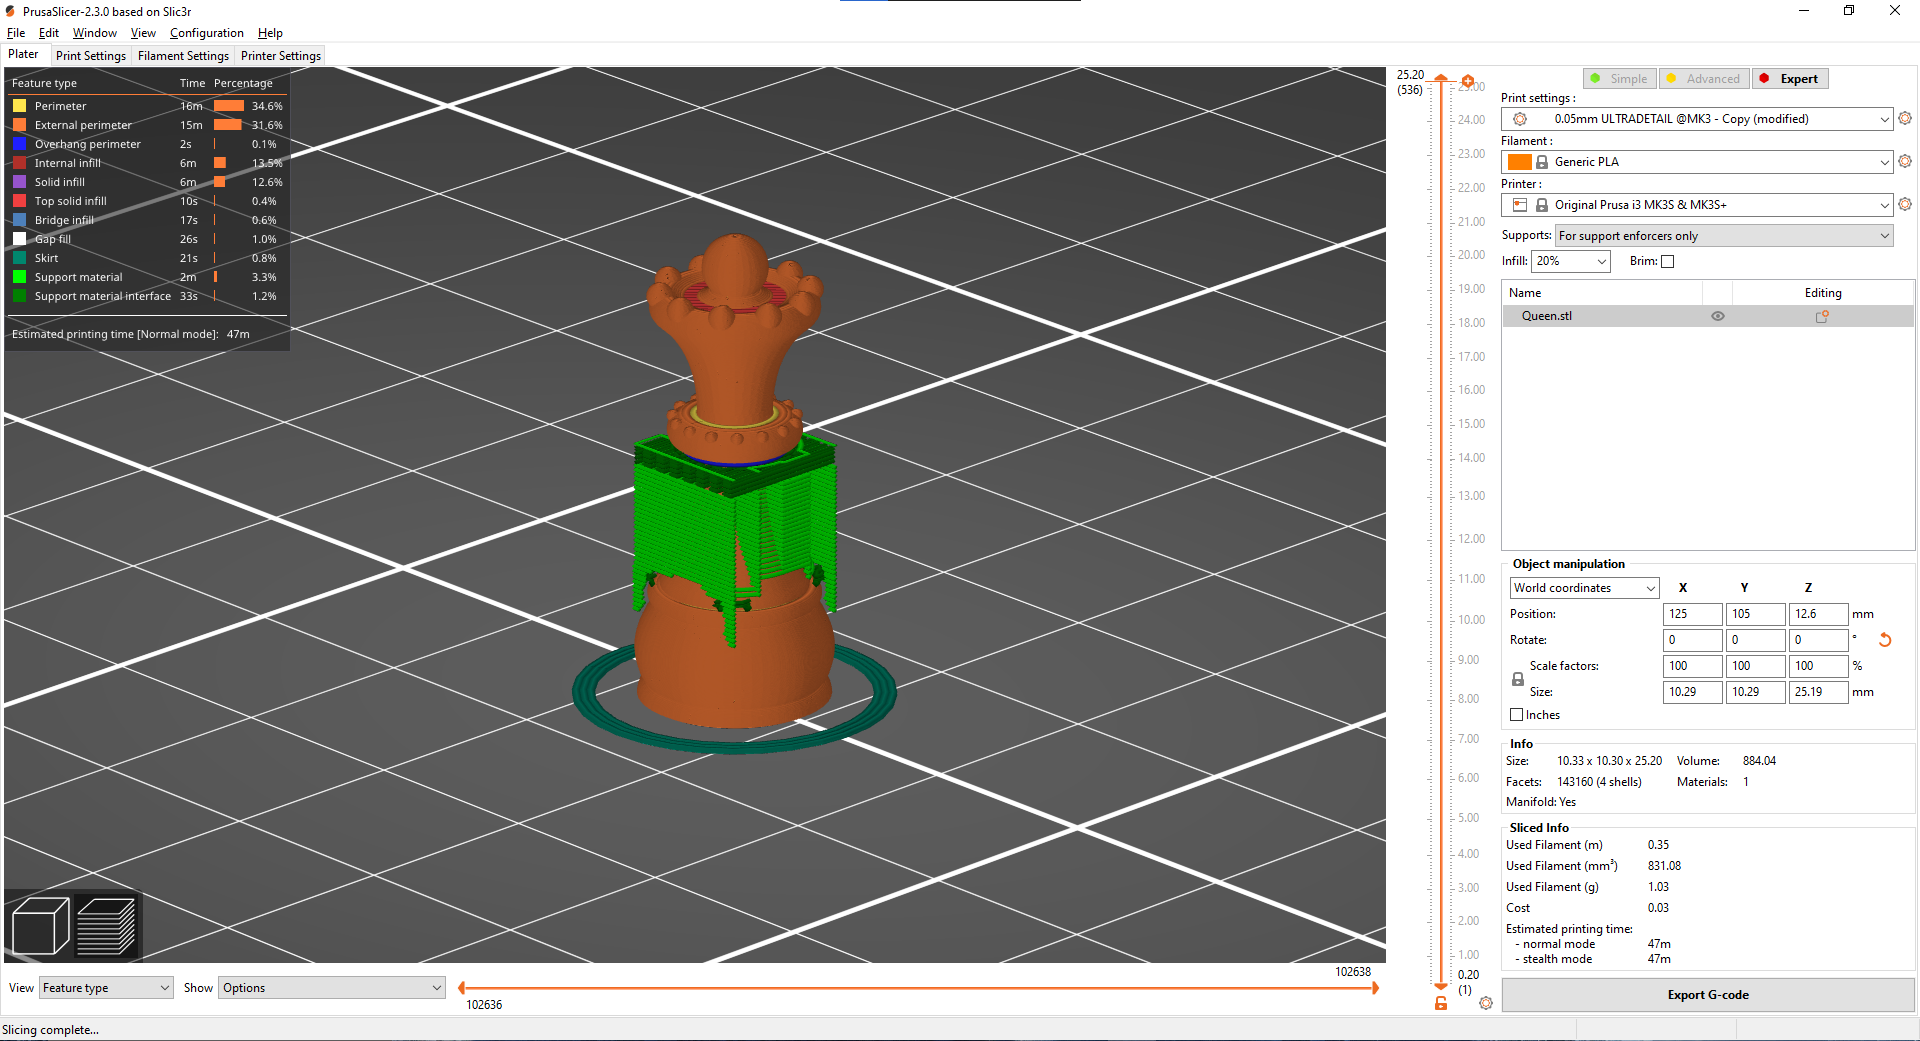 PrusaSlicer-2.3.0 based on Slic3r
File Edit Window View Configuration Help
Plater Print Settings Filament Settings Printer Settings
Feature type Time Percentage
Perimeter 16m 34.6%
External perimeter 15m 31.6%
Overhang perimeter 2s 0.1%
Internal infill 6m 13.5%
Solid infill 6m 12.6%
Top solid infill 10s 0.4%
Bridge infill 17s 0.6%
Gap fill 26s 1.0%
Skirt 21s 0.8%
Support material 2m 3.3%
Support material interface 33s 1.2%
Estimated printing time [Normal mode]: 47m
25.20
(536)
25.00
24.00
23.00
22.00
21.00
20.00
19.00
18.00
17.00
16.00
15.00
14.00
13.00
12.00
11.00
10.00
9.00
8.00
7.00
6.00
5.00
4.00
3.00
2.00
1.00
0.20
(1)
Simple Advanced Expert
Print settings :
0.05mm ULTRADETAIL @MK3 - Copy (modified)
Filament :
Generic PLA
Printer :
Original Prusa i3 MK3S & MK3S+
Supports: For support enforcers only
Infill: 20% Brim:
Name Editing
Queen.stl
Object manipulation
World coordinates X Y Z
Position: 125 105 12.6 mm
Rotate: 0 0 0 °
Scale factors: 100 100 100 %
Size: 10.29 10.29 25.19 mm
Inches
Info
Size: 10.33 x 10.30 x 25.20 Volume: 884.04
Facets: 143160 (4 shells) Materials: 1
Manifold: Yes
Sliced Info
Used Filament (m) 0.35
Used Filament (mm³) 831.08
Used Filament (g) 1.03
Cost 0.03
Estimated printing time:
- normal mode 47m
- stealth mode 47m
Export G-code
View Feature type Show Options
102638
102636
Slicing complete...